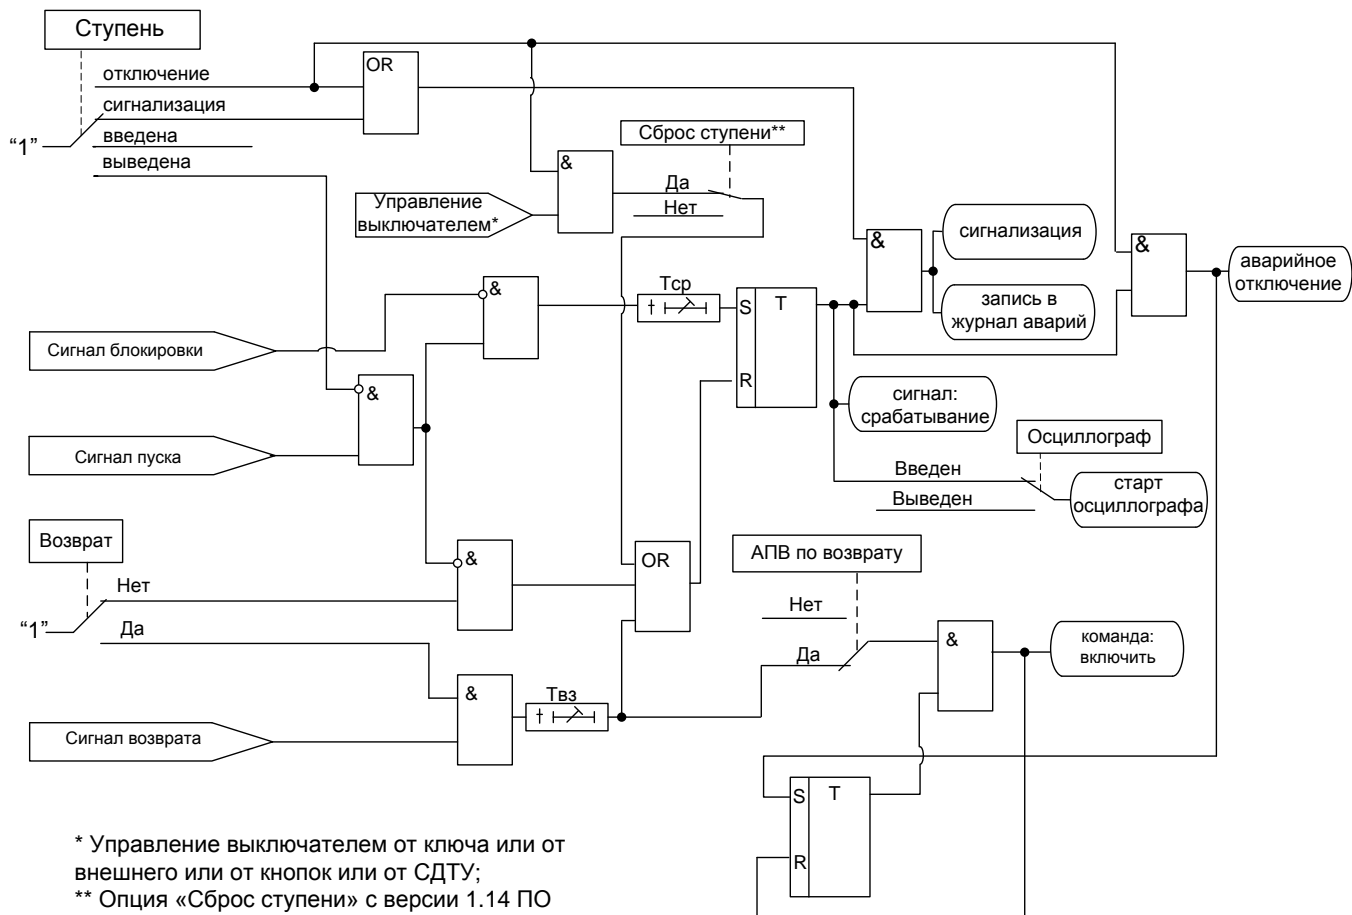 Ступень
отключение
сигнализация
“1”
введена
выведена
OR
Сброс ступени**
&
Да
Нет
Управление
выключателем*
&
сигнализация
запись в
журнал аварий
&
аварийное
отключение
&
Тср
S
T
R
Сигнал блокировки
&
Сигнал пуска
сигнал:
срабатывание
Осциллограф
Введен
Выведен
старт
осциллографа
Возврат
Нет
“1”
Да
&
OR
АПВ по возврату
Нет
Да
&
команда:
включить
&
Твз
Сигнал возврата
S
T
R
* Управление выключателем от ключа или от
внешнего или от кнопок или от СДТУ;
** Опция «Сброс ступени» с версии 1.14 ПО